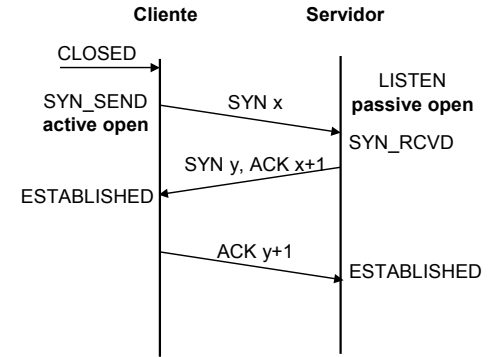 Cliente Servidor
CLOSED
LISTEN
SYN_SEND SYN x
active open passive open
SYN_RCVD
SYN y, ACK x+1
ESTABLISHED
ACK y+1
ESTABLISHED